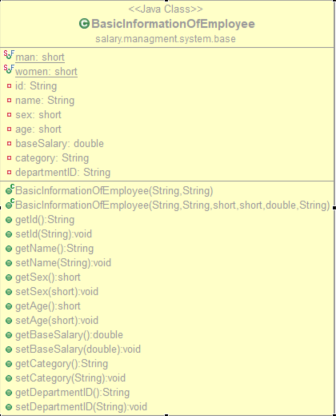 <<Java Class>>
BasicInformationOfEmployee
salary.managment.system.base
man: short
women: short
id: String
name: String
sex: short
age: short
baseSalary: double
category: String
departmentID: String
BasicInformationOfEmployee(String,String)
BasicInformationOfEmployee(String,String,short,short,double,String)
getId():String
setId(String):void
getName():String
setName(String):void
getSex():short
setSex(short):void
getAge():short
setAge(short):void
getBaseSalary():double
setBaseSalary(double):void
getCategory():String
setCategory(String):void
getDepartmentID():String
setDepartmentID(String):void